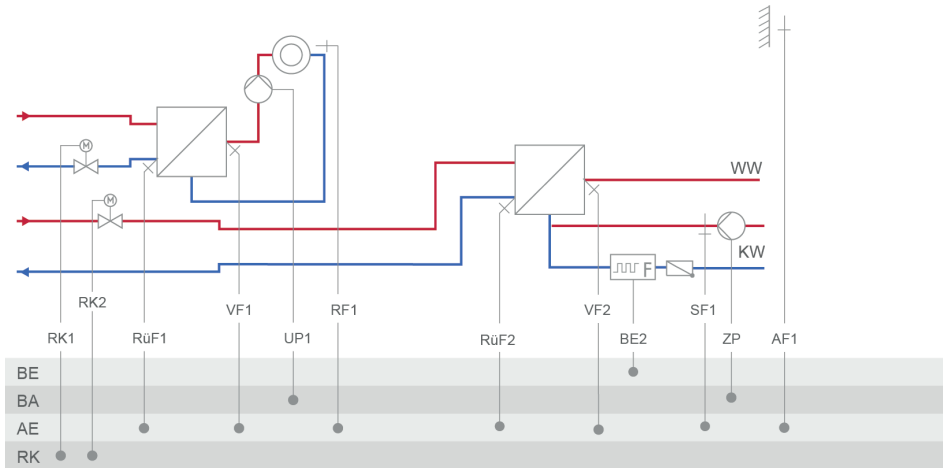 M
M
WW
F
KW
RK2
VF1
RF1
VF2
SF1
RK1
RüF1
UP1
RüF2
BE2
ZP
AF1
BE
BA
AE
RK